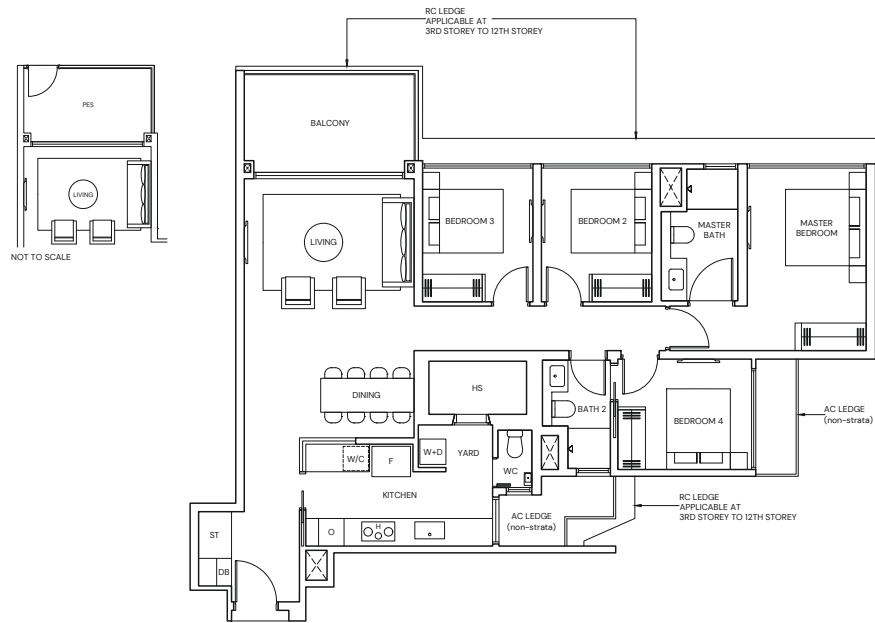 RC LEDGE
APPLICABLE AT
3RD STOREY TO 12TH STOREY
PES
LIVING
NOT TO SCALE
BALCONY
LIVING
BEDROOM 3
BEDROOM 2
MASTER
BATH
MASTER
BEDROOM
DINING
HS
BATH 2
BEDROOM 4
AC LEDGE
(non-strata)
W/C
F
W+D
YARD
WC
KITCHEN
RC LEDGE
APPLICABLE AT
3RD STOREY TO 12TH STOREY
AC LEDGE
(non-strata)
ST
O
H
DB